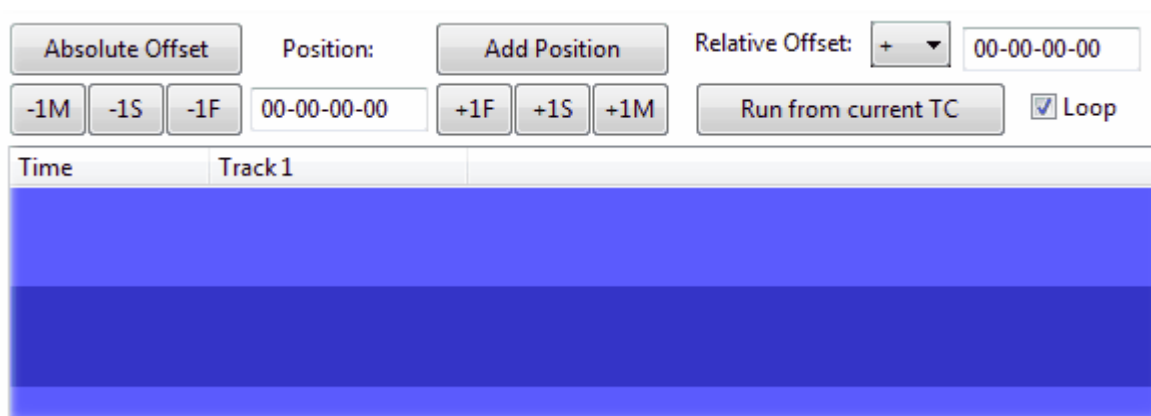 Absolute Offset Position: Add Position Relative Offset: + 00-00-00-00
-1M -1S -1F 00-00-00-00 +1F +1S +1M Run from current TC Loop
Time Track 1